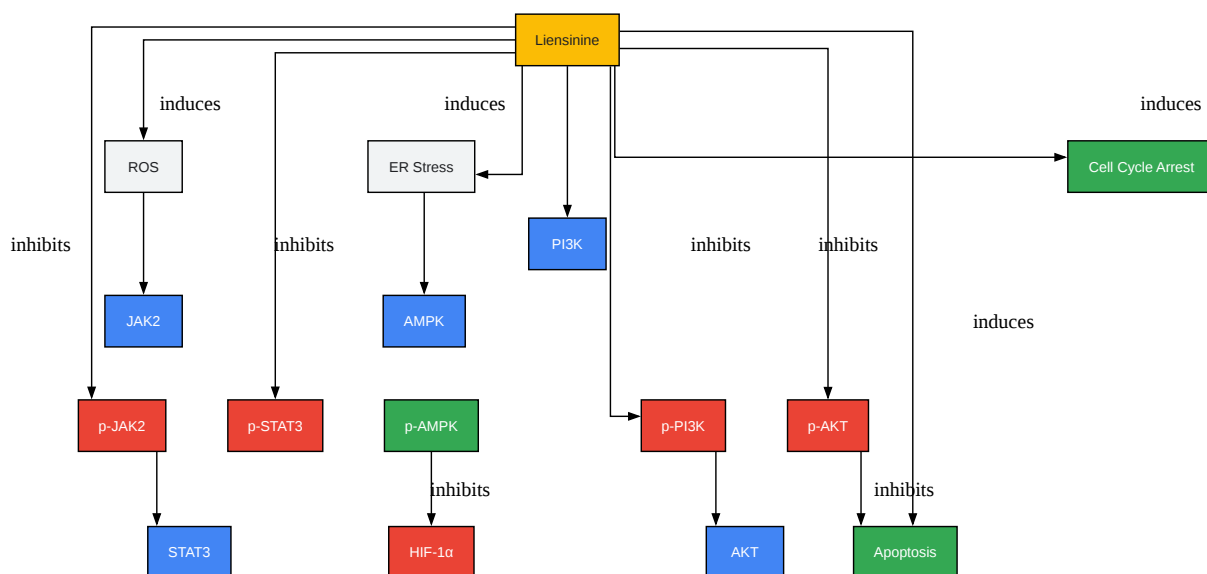 Liensinine
induces
induces
induces
ROS
ER Stress
Cell Cycle Arrest
inhibits
inhibits
PI3K
inhibits
inhibits
JAK2
AMPK
induces
p-JAK2
p-STAT3
p-AMPK
p-PI3K
p-AKT
inhibits
inhibits
STAT3
HIF-1α
AKT
Apoptosis